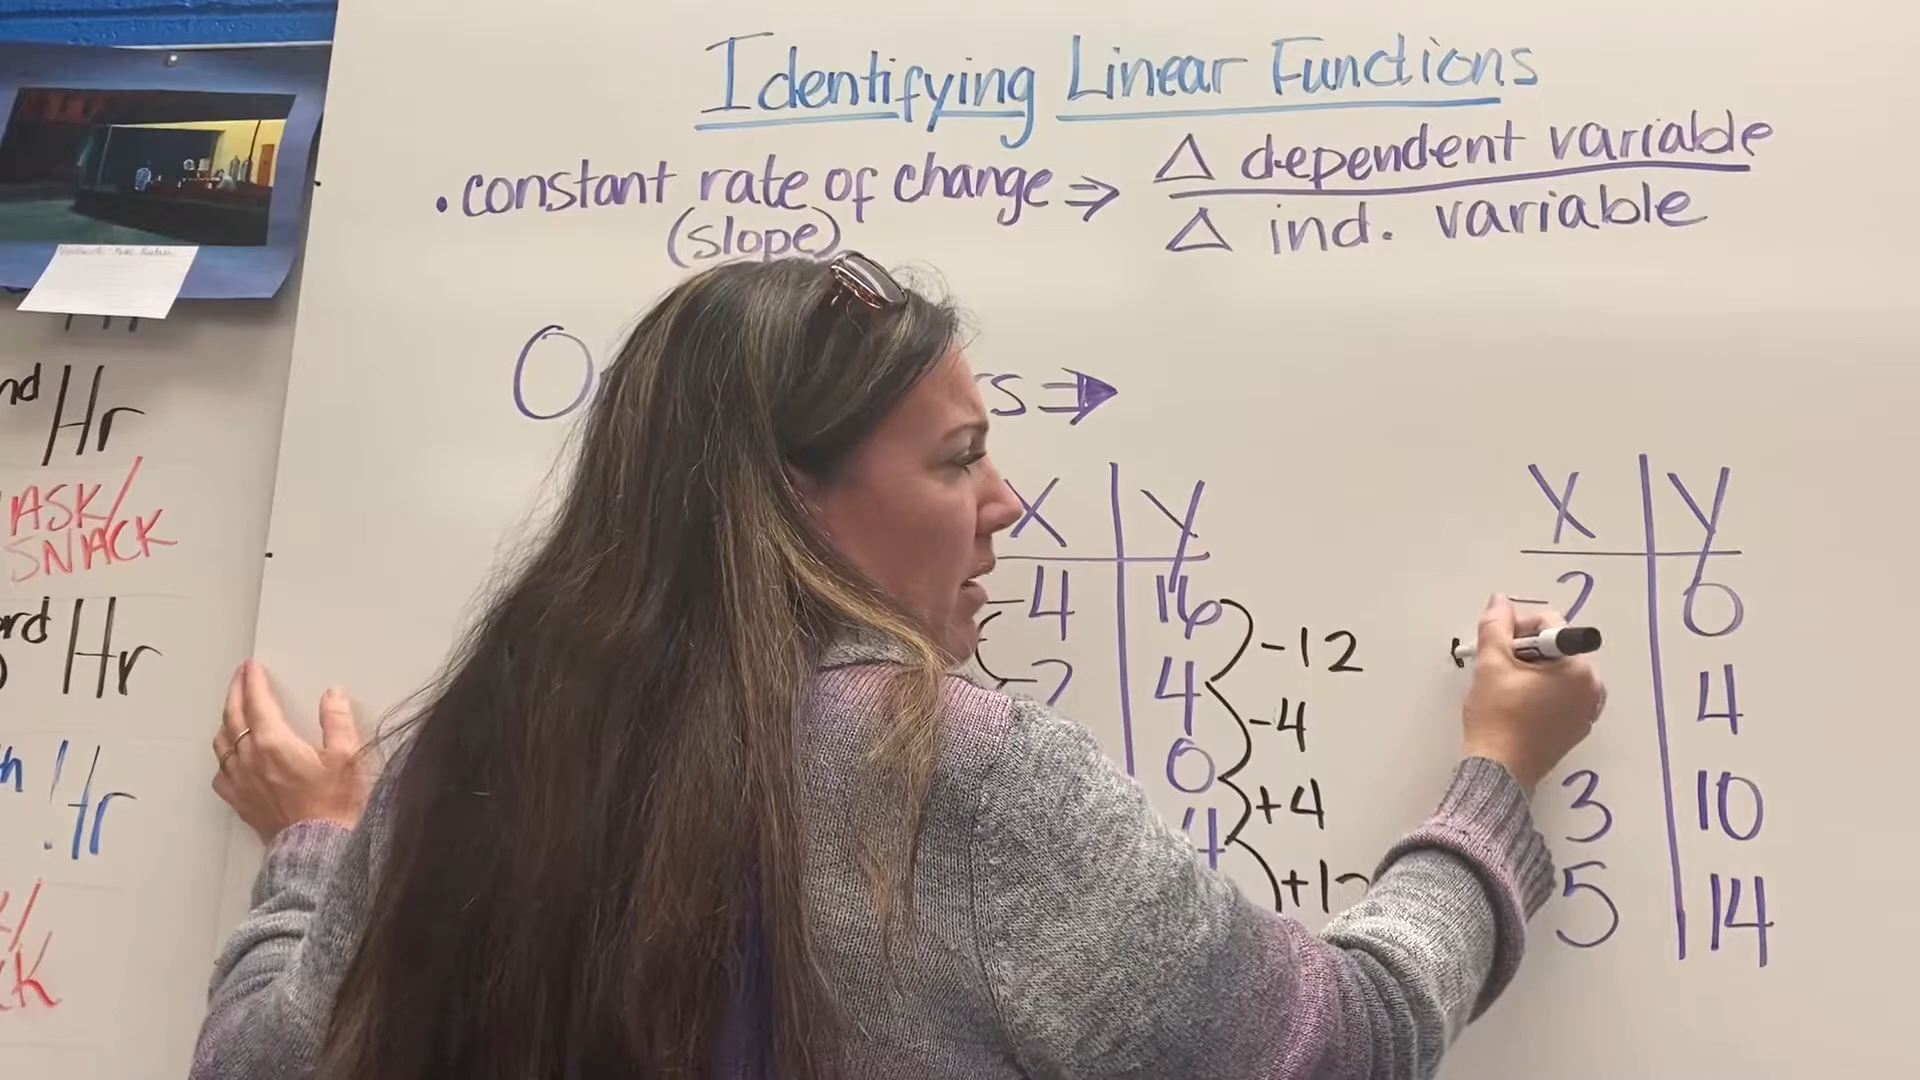 Identifying Linear Functions
• constant rate of change ⇒ Δ dependent variable
(slope) Δ ind. variable
nd Hr
ASK/
SNACK
rd Hr
th Hr
X Y
-4 16
-2 4
0
4
-12
-4
+4
+12
X Y
-2 0
4
3 10
5 14